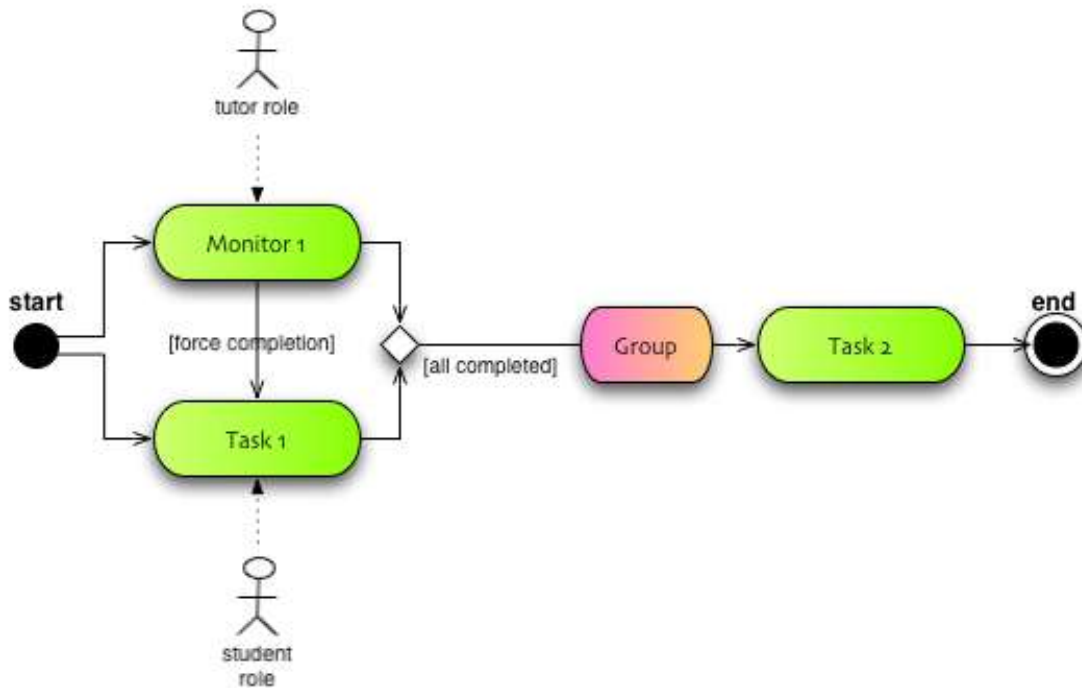 tutor role
Monitor 1
start
[force completion]
[all completed]
Group
Task 2
end
Task 1
student
role